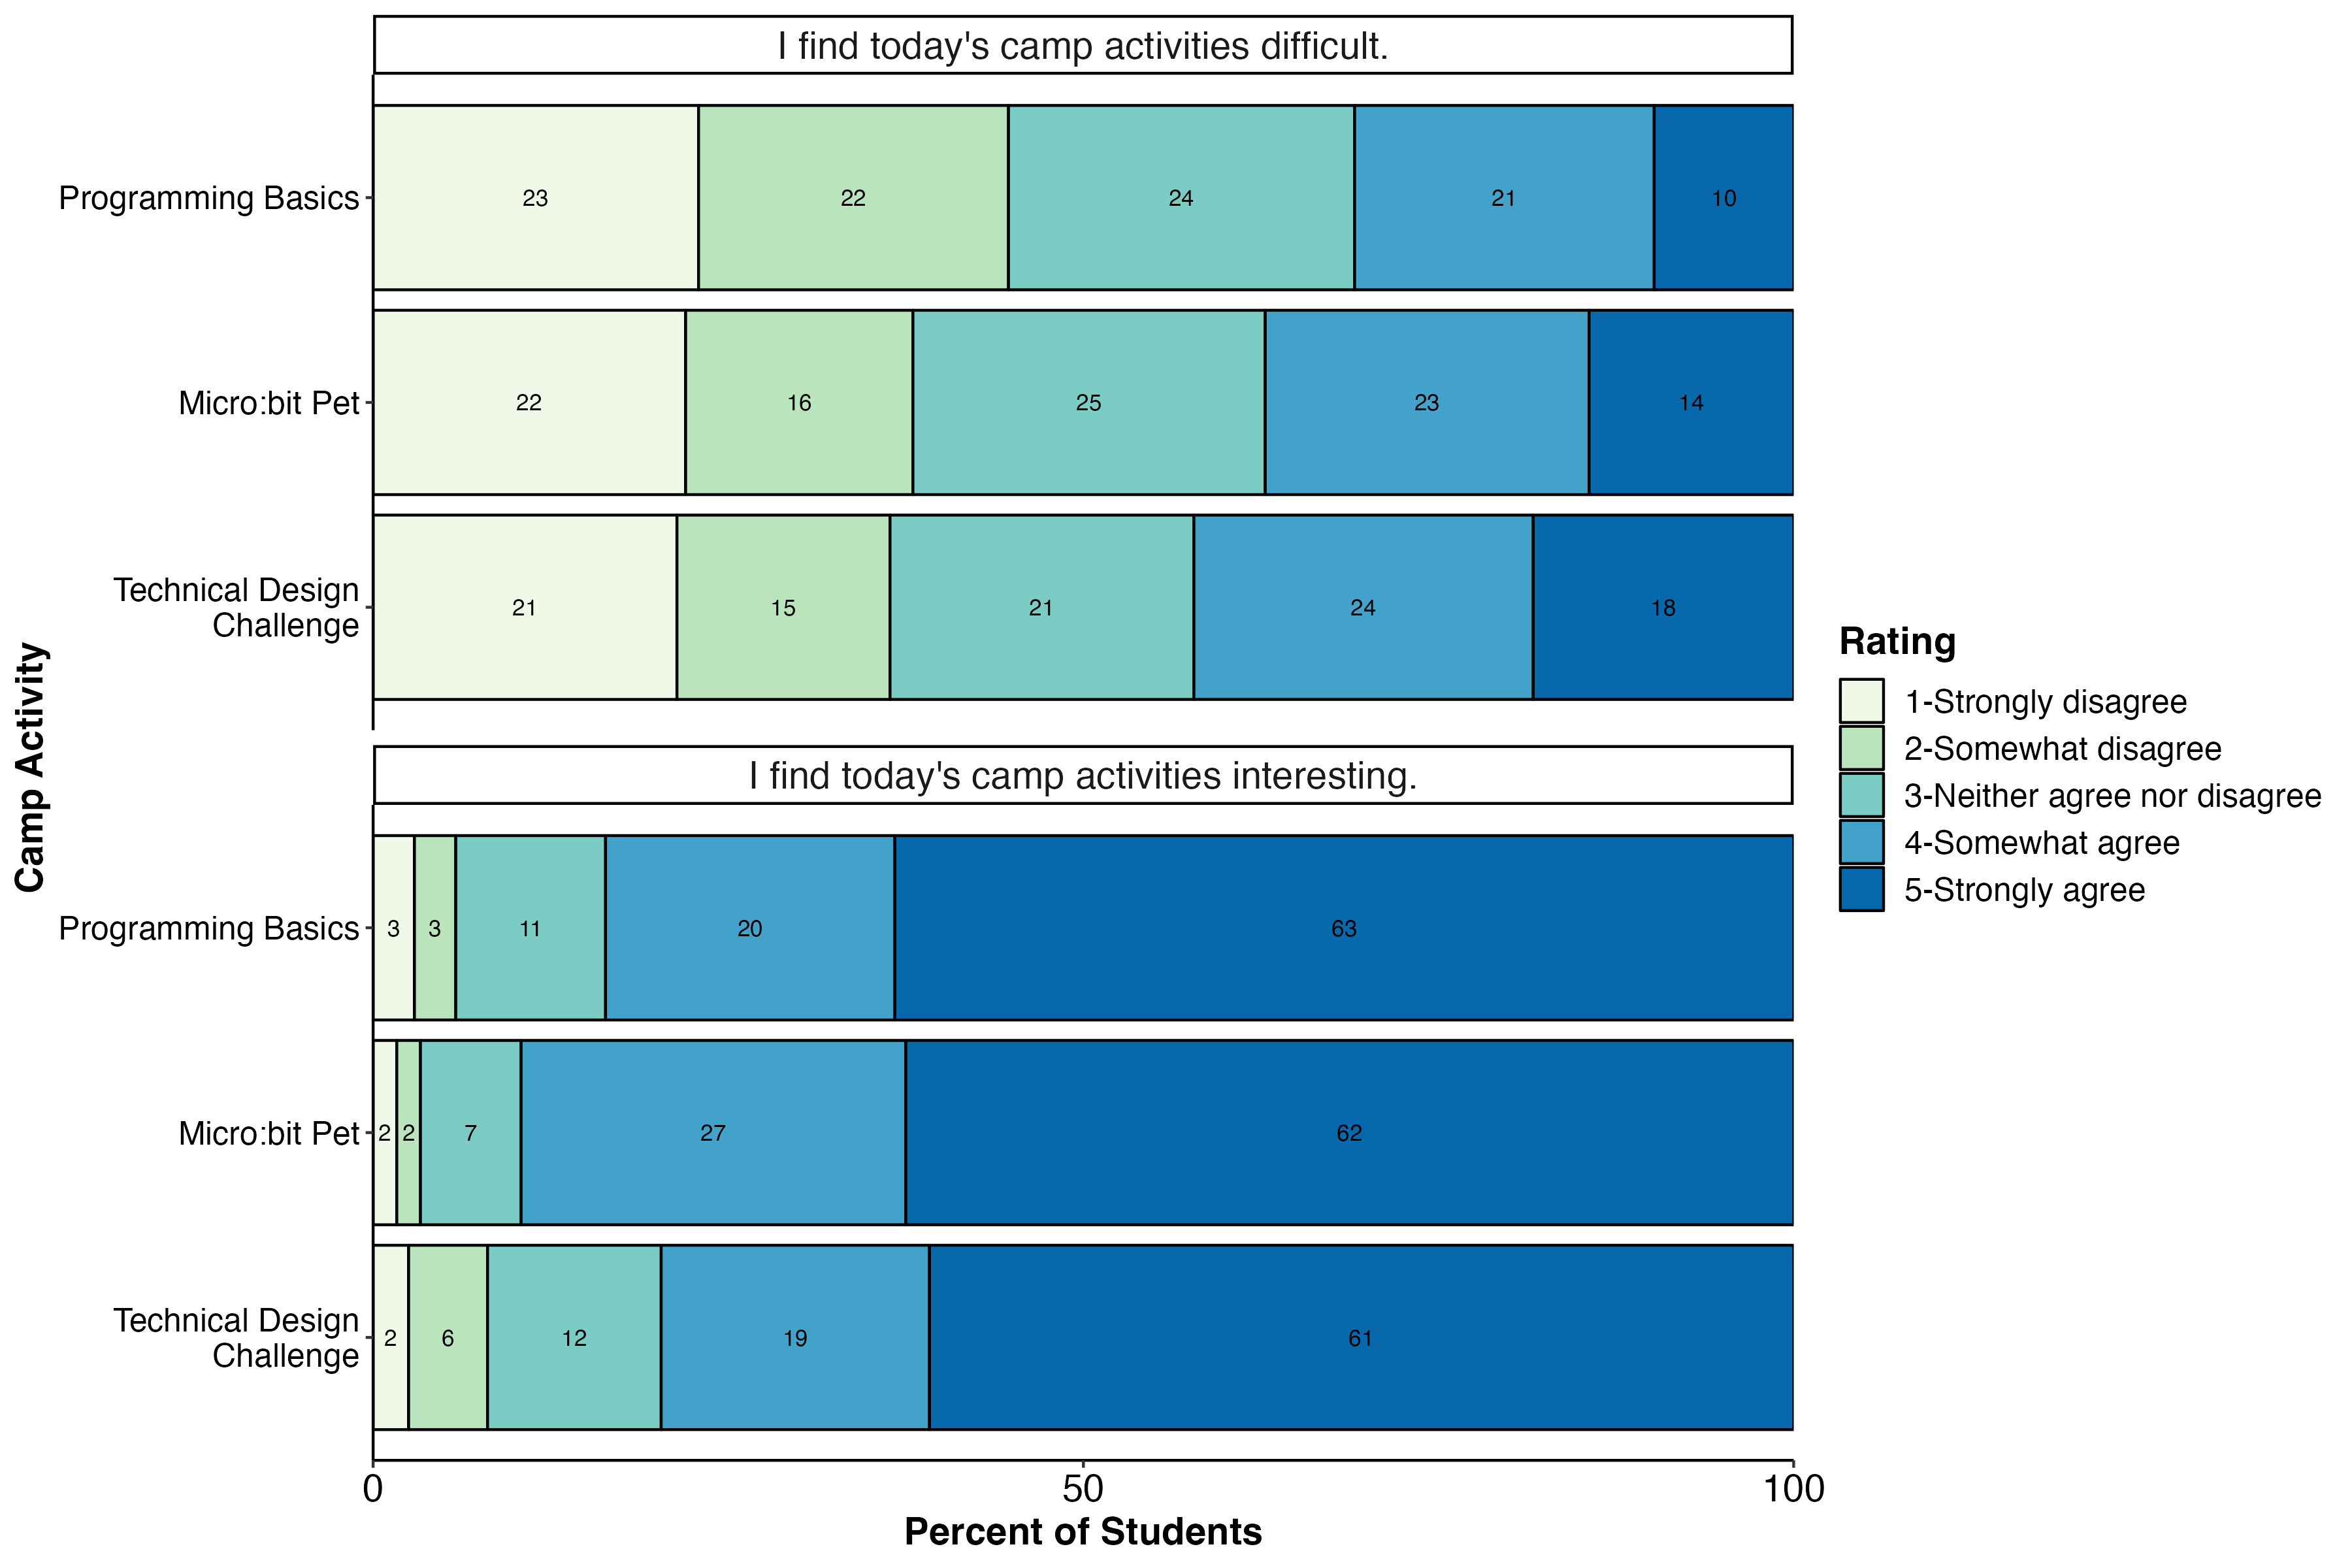 I find today's camp activities difficult.
Programming Basics
23 22 24 21 10
Micro:bit Pet
22 16 25 23 14
Technical Design
Challenge
21 15 21 24 18
I find today's camp activities interesting.
Programming Basics
3 3 11 20 63
Micro:bit Pet
2 2 7 27 62
Technical Design
Challenge
2 6 12 19 61
0 50 100
Percent of Students
Camp Activity
Rating
1-Strongly disagree
2-Somewhat disagree
3-Neither agree nor disagree
4-Somewhat agree
5-Strongly agree